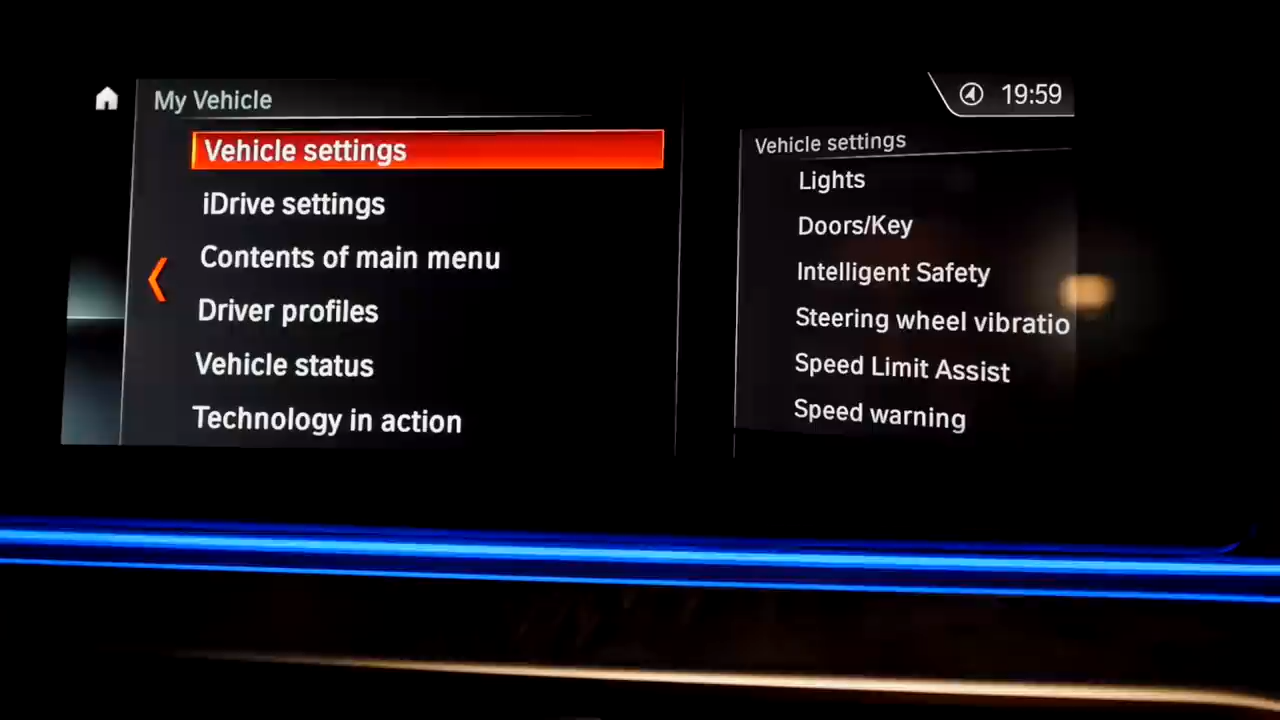 My Vehicle
Vehicle settings
iDrive settings
Contents of main menu
Driver profiles
Vehicle status
Technology in action
19:59
Vehicle settings
Lights
Doors/Key
Intelligent Safety
Steering wheel vibratio
Speed Limit Assist
Speed warning